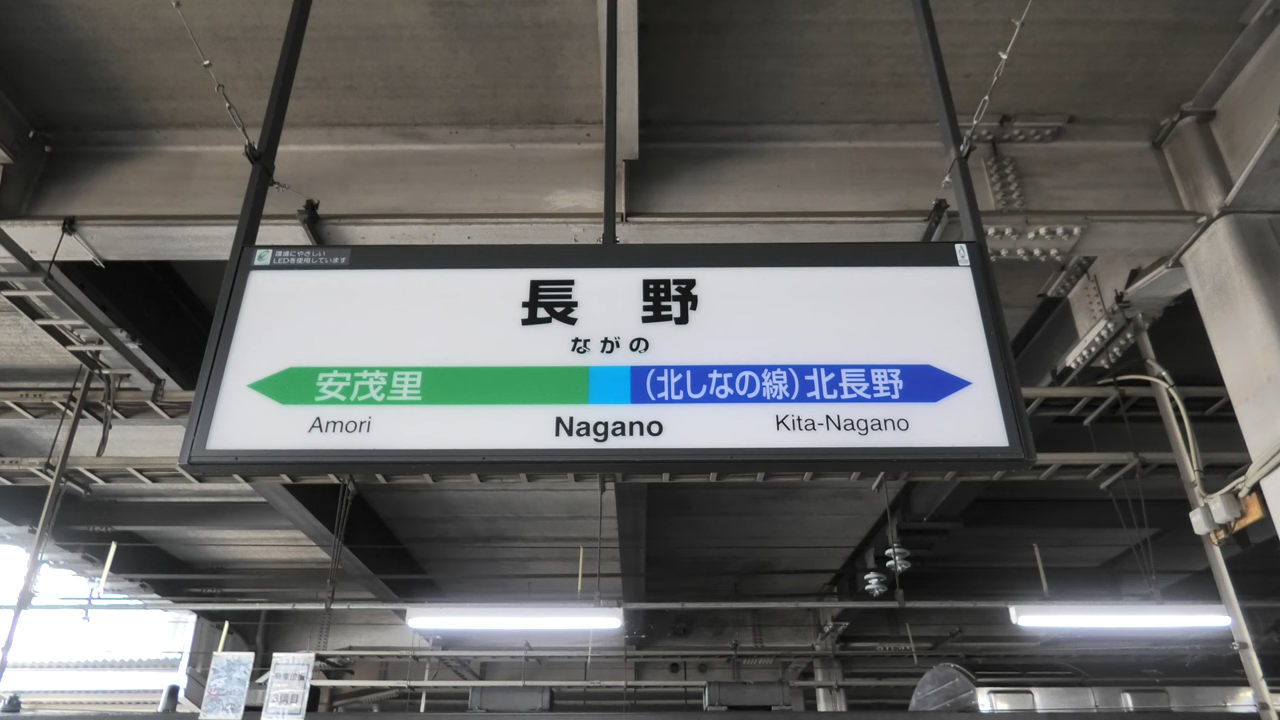 環境にやさしい
LEDを使用しています
長野
ながの
安茂里
(北しなの線)北長野
Amori
Nagano
Kita-Nagano